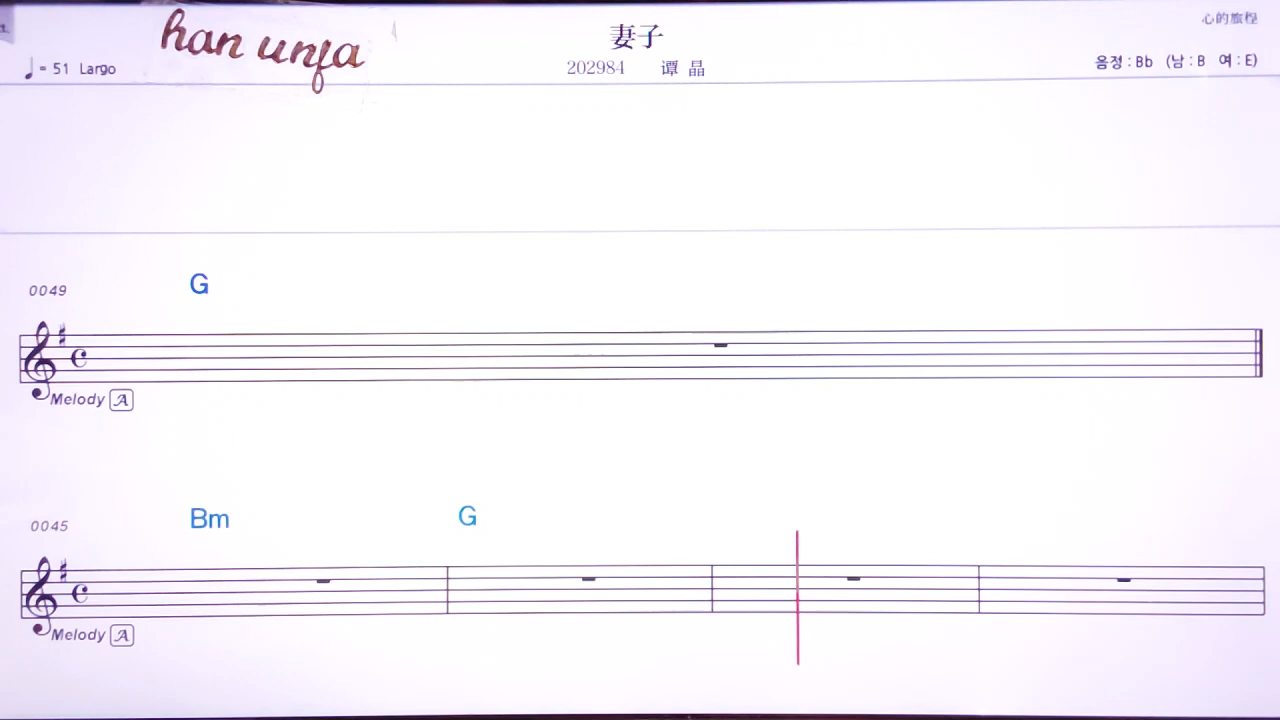 han unfa
妻子
心的旅程
♩ = 51 Largo
202984 谭 晶
음정 : Bb (남 : B 여 : E)
0049
G
Melody A
0045
Bm G
Melody A